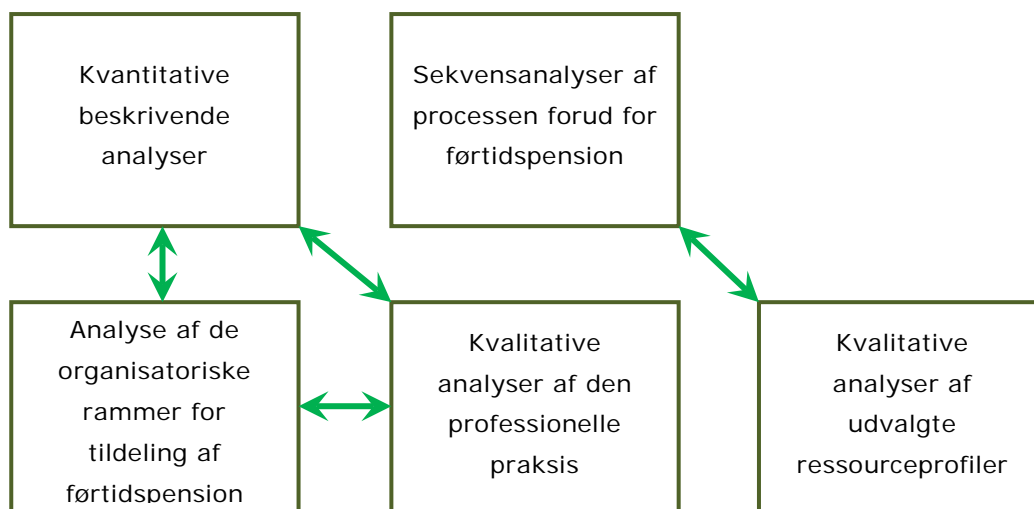 Kvantitative
beskrivende
analyser
Sekvensanalyser af
processen forud for
førtidspension
Analyse af de
organisatoriske
rammer for
tildeling af
førtidspension
Kvalitative
analyser af den
professionelle
praksis
Kvalitative
analyser af
udvalgte
ressourceprofiler